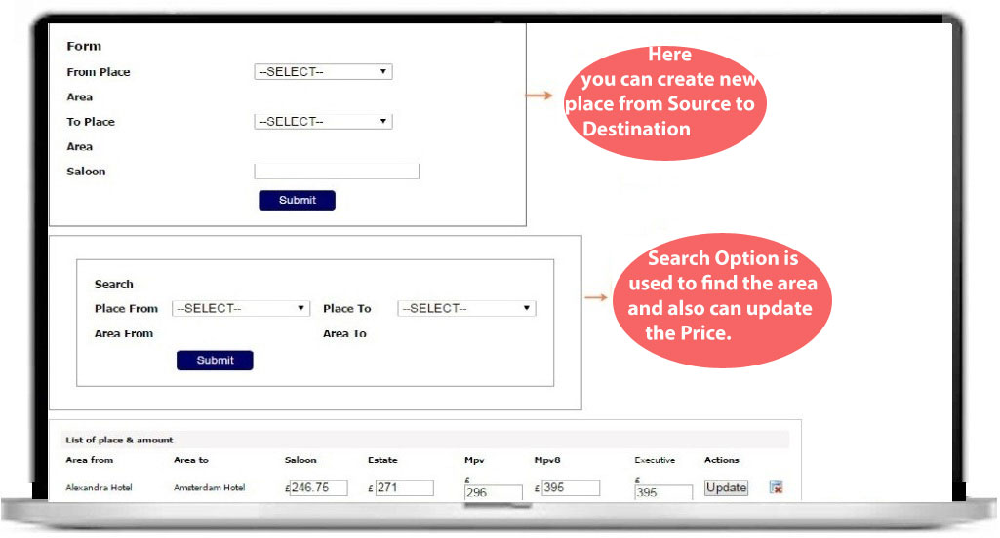 Form
From Place --SELECT--
Area
To Place --SELECT--
Area
Saloon
Submit
Here
you can create new
place from Source to
Destination
Search
Place From --SELECT-- Place To --SELECT--
Area From Area To
Submit
Search Option is
used to find the area
and also can update
the Price.
List of place & amount
Area from Area to Saloon Estate Mpv Mpv8 Executive Actions
Alexandra Hotel Amsterdam Hotel £246.75 £271 £296 £395 £395 Update